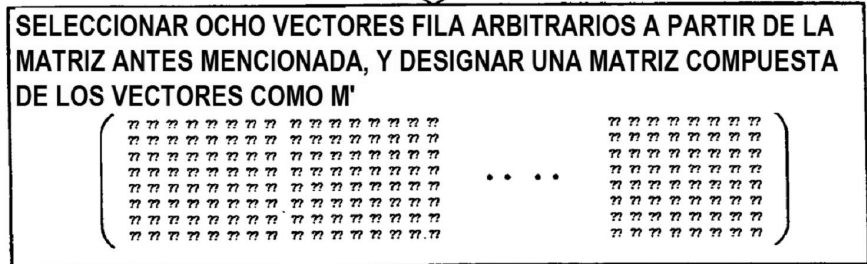 SELECCIONAR OCHO VECTORES FILA ARBITRARIOS A PARTIR DE LA
MATRIZ ANTES MENCIONADA, Y DESIGNAR UNA MATRIZ COMPUESTA
DE LOS VECTORES COMO M'
?? ?? ?? ?? ?? ?? ?? ?? ?? ?? ?? ?? ?? ?? ?? ?? ?? ?? ?? ?? ?? ?? ?? ??
?? ?? ?? ?? ?? ?? ?? ?? ?? ?? ?? ?? ?? ?? ?? ?? ?? ?? ?? ?? ?? ?? ?? ??
?? ?? ?? ?? ?? ?? ?? ?? ?? ?? ?? ?? ?? ?? ?? ?? ?? ?? ?? ?? ?? ?? ?? ??
?? ?? ?? ?? ?? ?? ?? ?? ?? ?? ?? ?? ?? ?? ?? ?? ?? ?? ?? ?? ?? ?? ?? ??
?? ?? ?? ?? ?? ?? ?? ?? ?? ?? ?? ?? ?? ?? ?? ?? .. .. ?? ?? ?? ?? ?? ?? ?? ??
?? ?? ?? ?? ?? ?? ?? ?? ?? ?? ?? ?? ?? ?? ?? ?? ?? ?? ?? ?? ?? ?? ?? ??
?? ?? ?? ?? ?? ?? ?? ?? ?? ?? ?? ?? ?? ?? ?? ?? ?? ?? ?? ?? ?? ?? ?? ??
?? ?? ?? ?? ?? ?? ?? ?? ?? ?? ?? ?? ?? ?? ?? ?? ?? ?? ?? ?? ?? ?? ?? ??